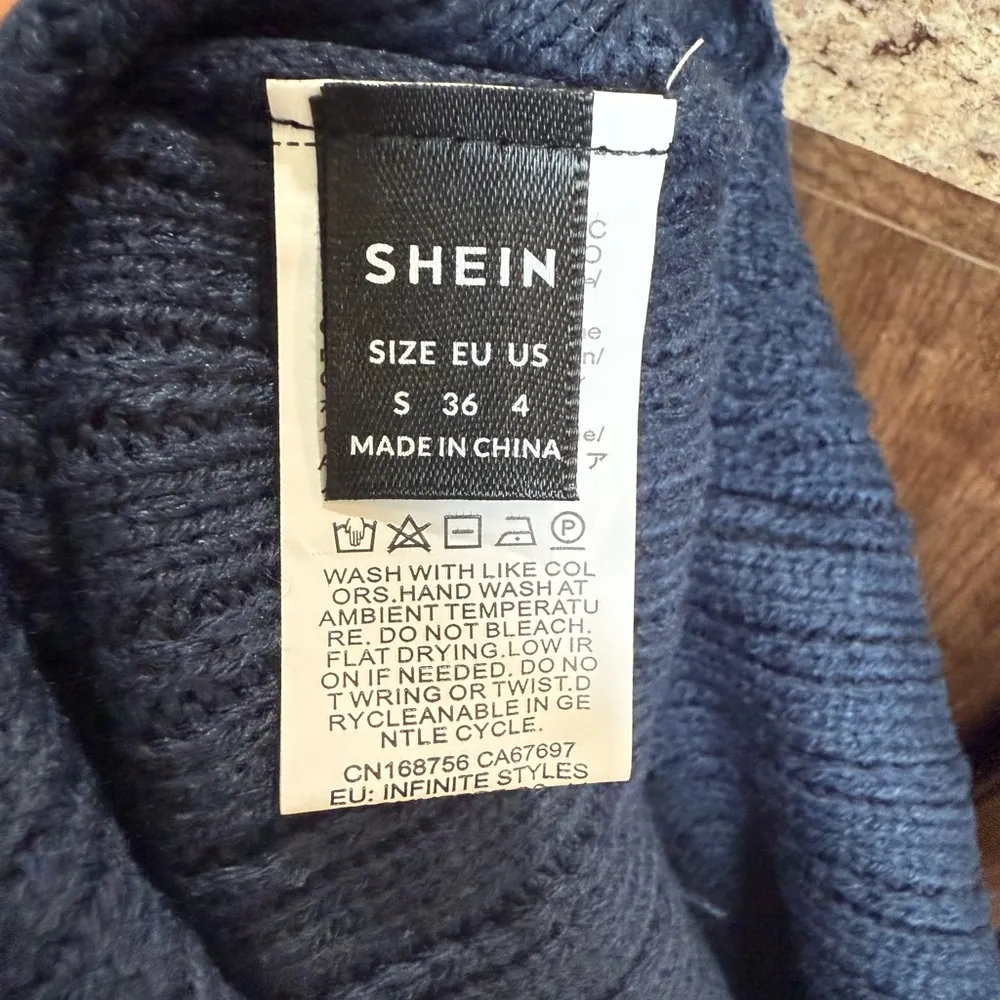 SHEIN
SIZE EU US
S 36 4
MADE IN CHINA
P
WASH WITH LIKE COL
ORS.HAND WASH AT
AMBIENT TEMPERATU
RE. DO NOT BLEACH.
FLAT DRYING.LOW IR
ON IF NEEDED. DO NO
T WRING OR TWIST.D
RYCLEANABLE IN GE
NTLE CYCLE.
CN168756 CA67697
EU: INFINITE STYLES